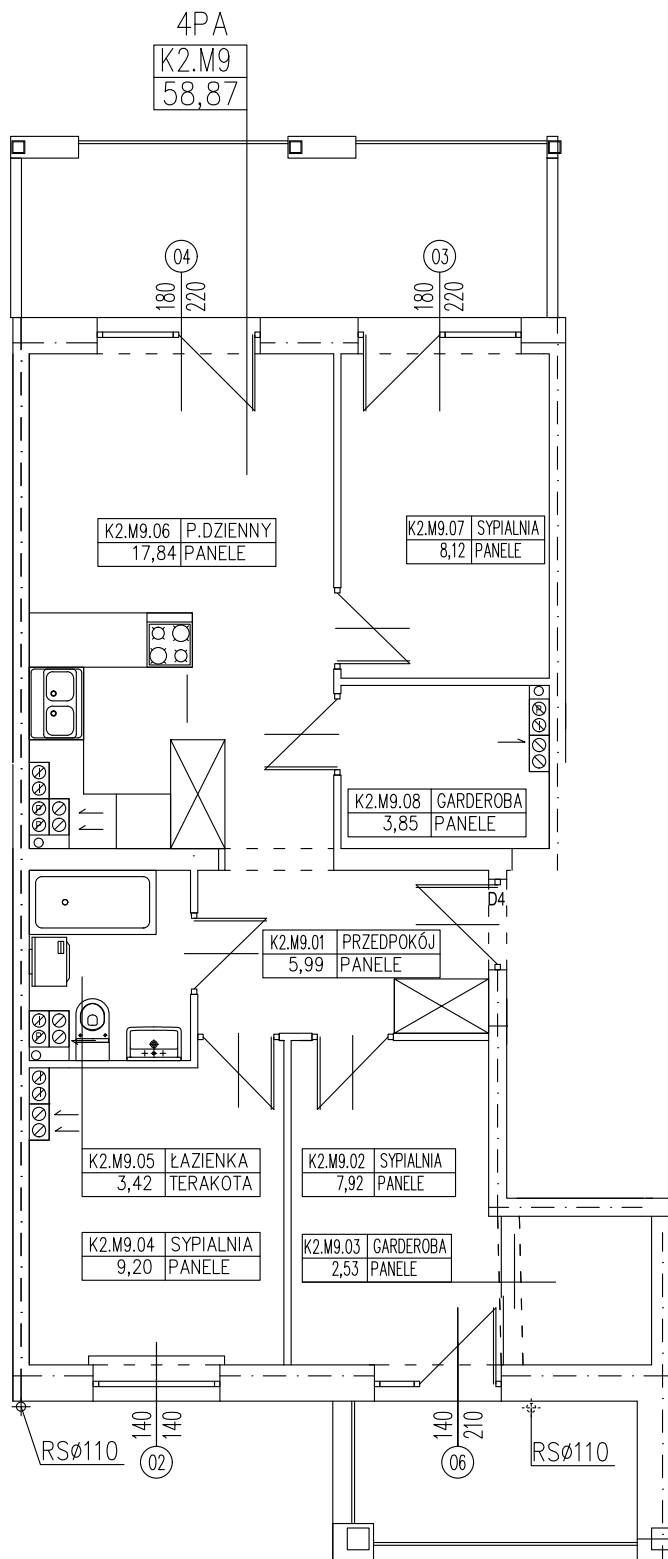 4PA
K2.M9
58,87
04
03
180
220
180
220
K2.M9.06 P.DZIENNY
17,84 PANELE
K2.M9.07 SYPIALNIA
8,12 PANELE
P
P
P
K2.M9.08 GARDEROBA
3,85 PANELE
D4
K2.M9.01 PRZEDPOKÓJ
5,99 PANELE
P
K2.M9.05 ŁAZIENKA
3,42 TERAKOTA
K2.M9.02 SYPIALNIA
7,92 PANELE
K2.M9.04 SYPIALNIA
9,20 PANELE
K2.M9.03 GARDEROBA
2,53 PANELE
140
140
140
210
RSø110
02
06
RSø110